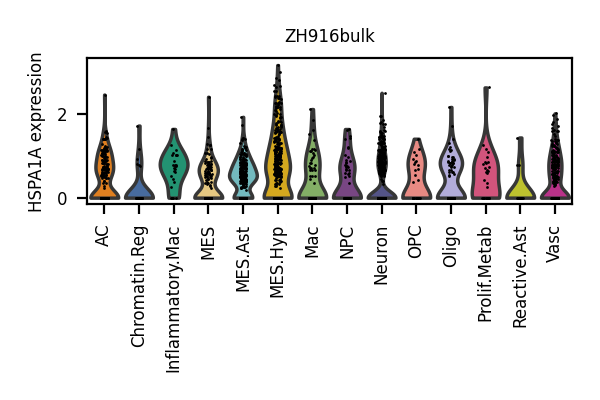 ZH916bulk
HSPA1A expression
2
0
AC
Chromatin.Reg
Inflammatory.Mac
MES
MES.Ast
MES.Hyp
Mac
NPC
Neuron
OPC
Oligo
Prolif.Metab
Reactive.Ast
Vasc